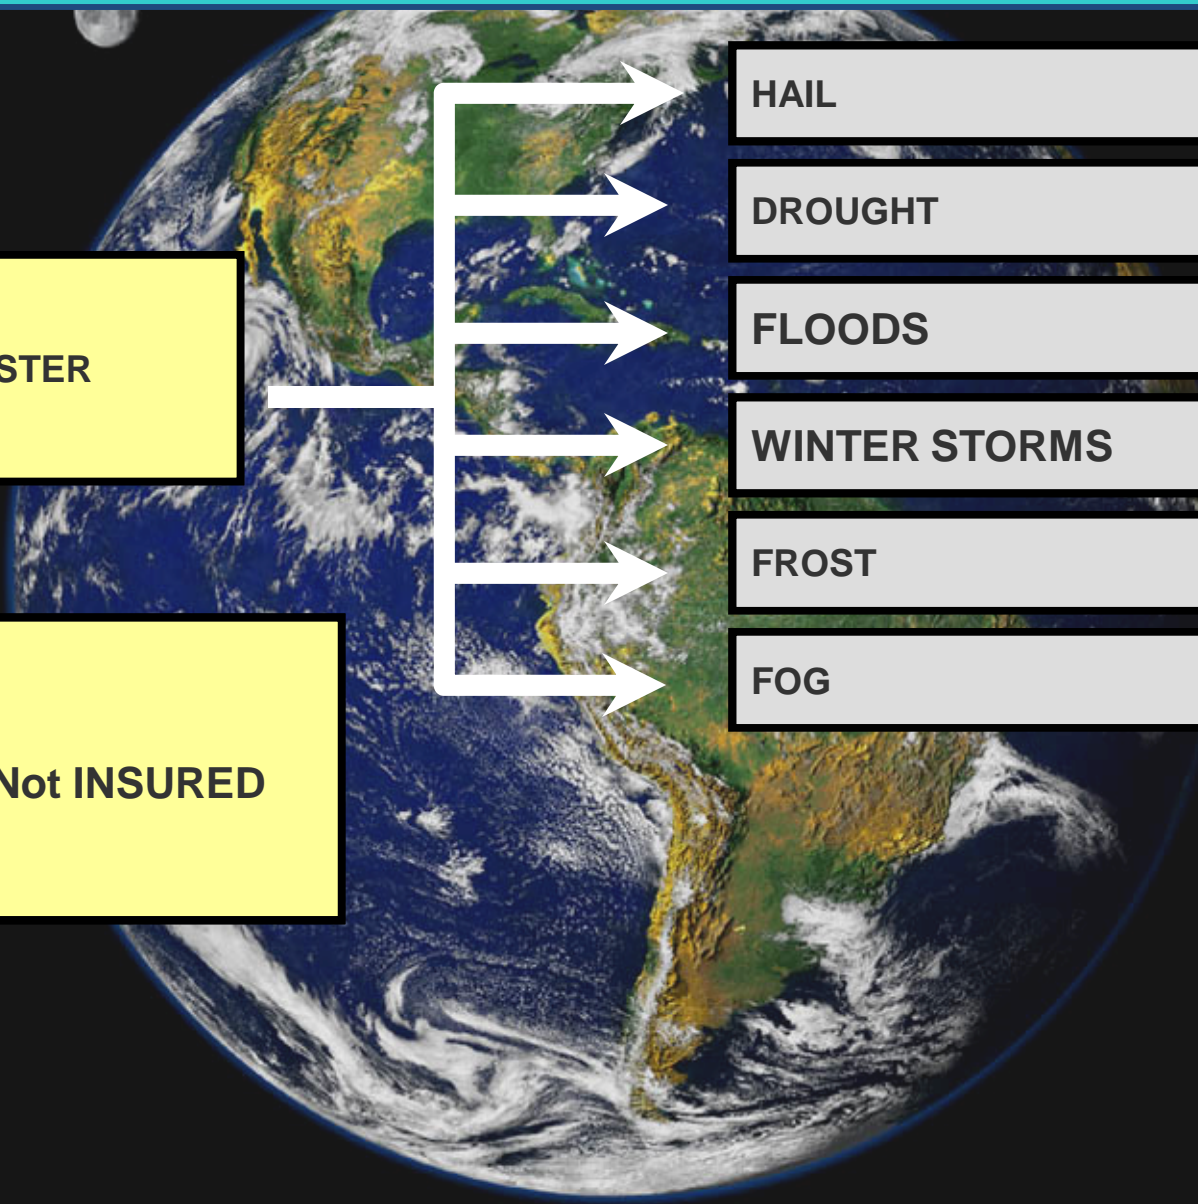 HAIL
DROUGHT
FLOODS
STER
WINTER STORMS
FROST
FOG
Not INSURED